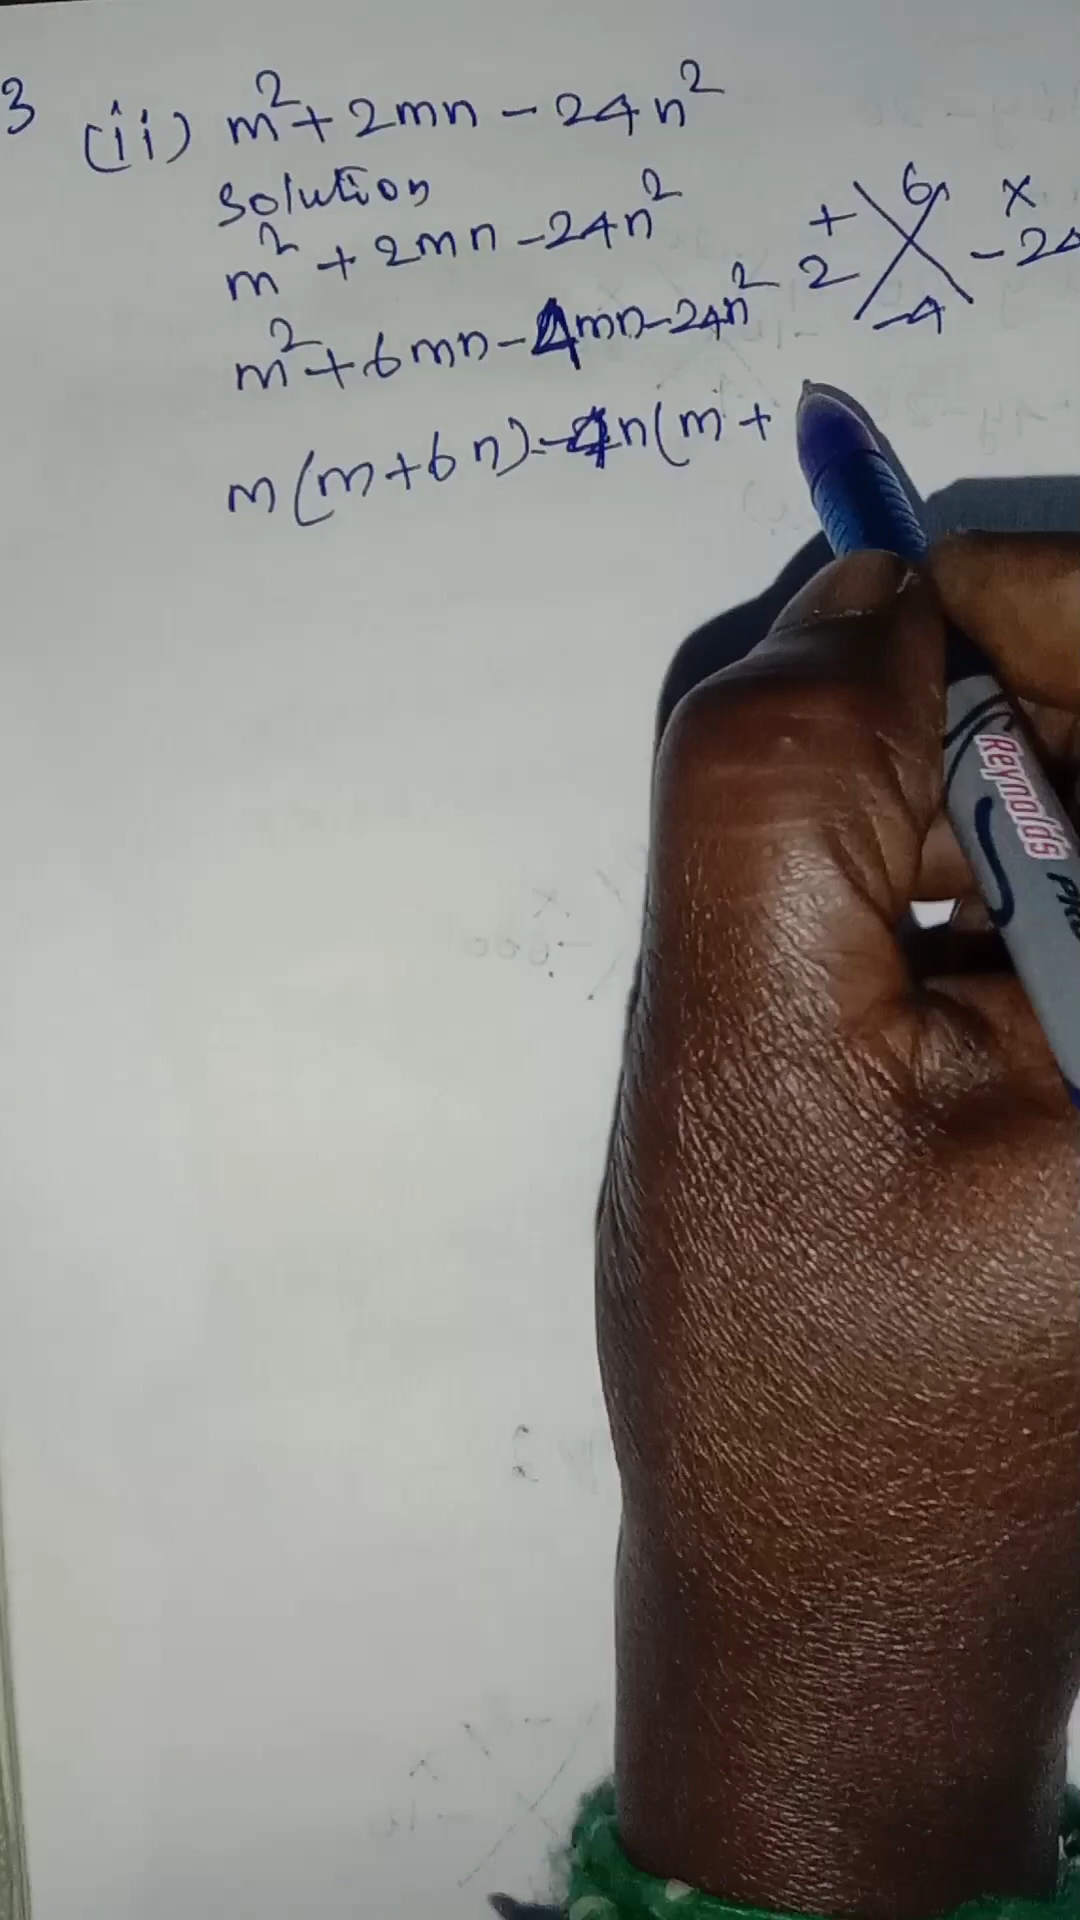 3 (ii) m²+2mn-24n²
Solution
m²+2mn-24n²
+ 6 ×
2 -24
-4
m²+6mn-4mn-24n²
m(m+6n)-4n(m+
Reynolds